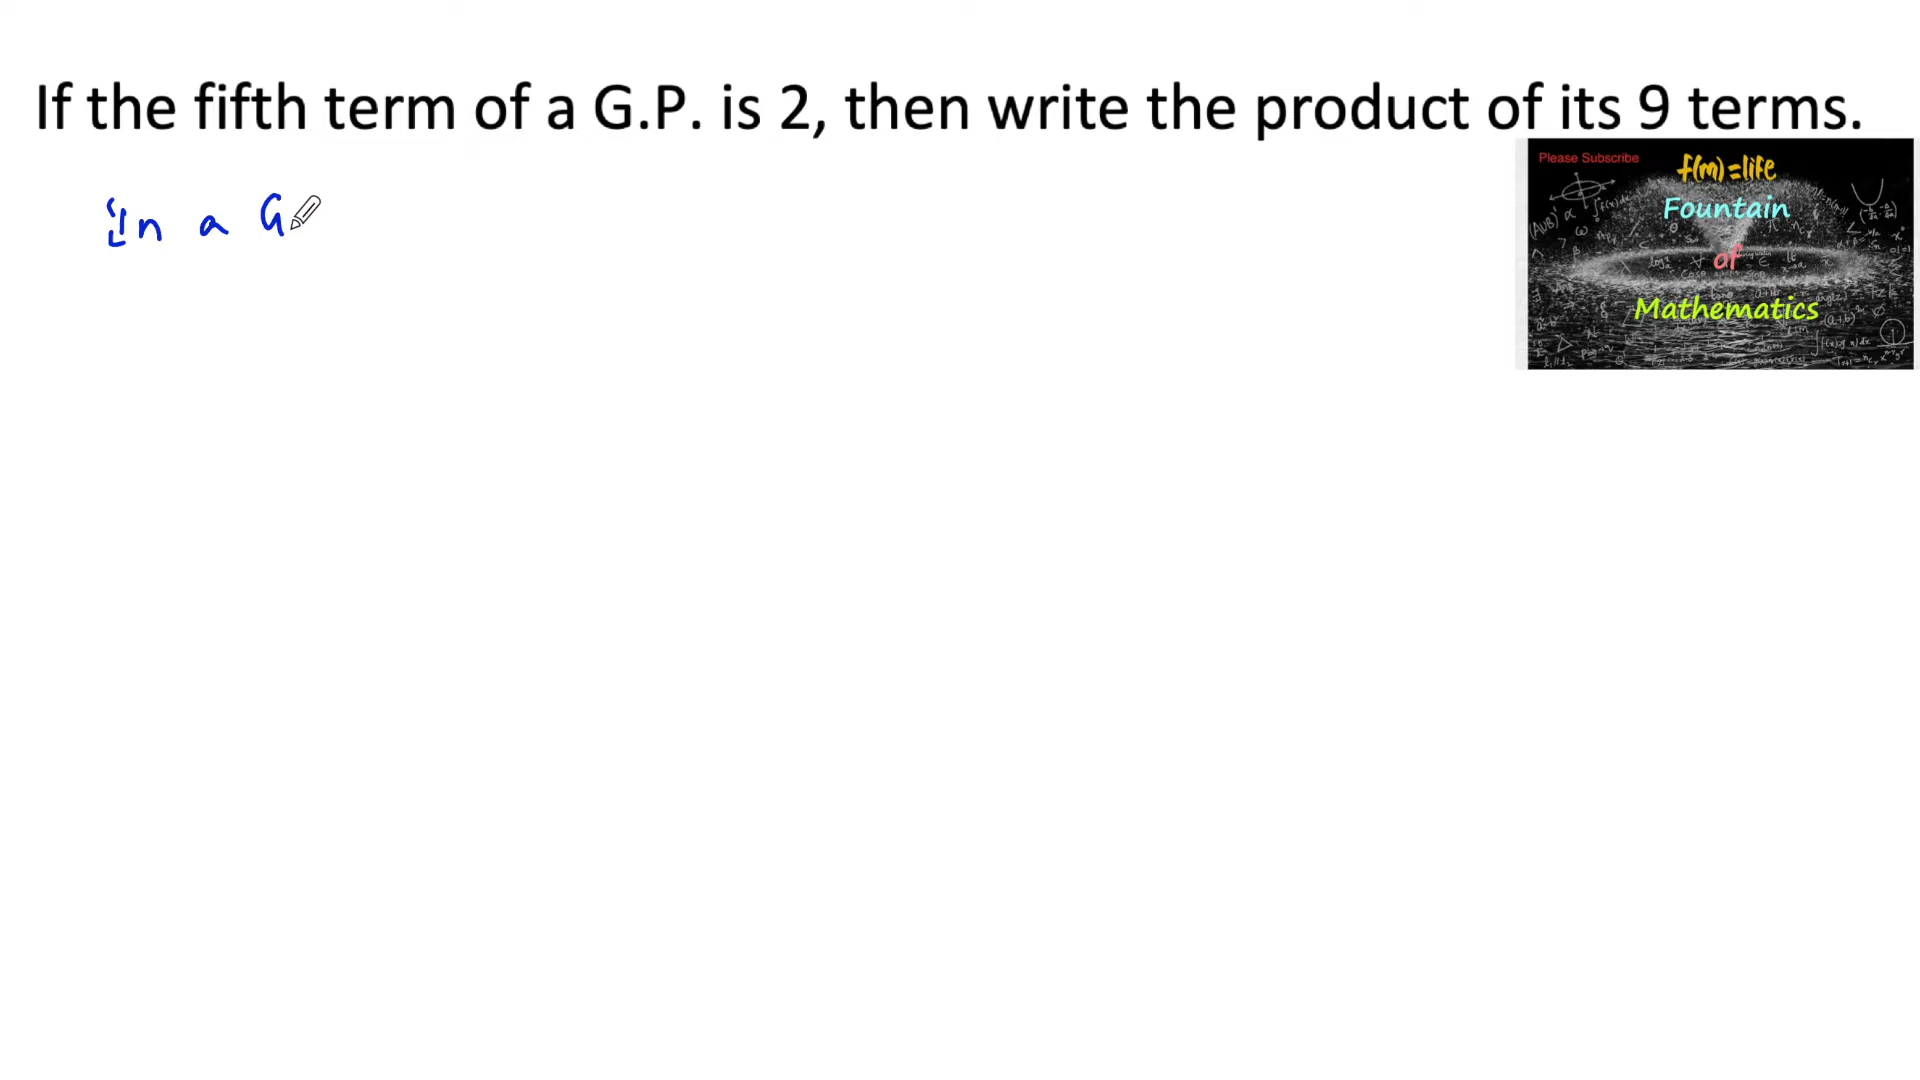 If the fifth term of a G.P. is 2, then write the product of its 9 terms.
In a G
Please Subscribe
f(m)=life
Fountain
of
Mathematics